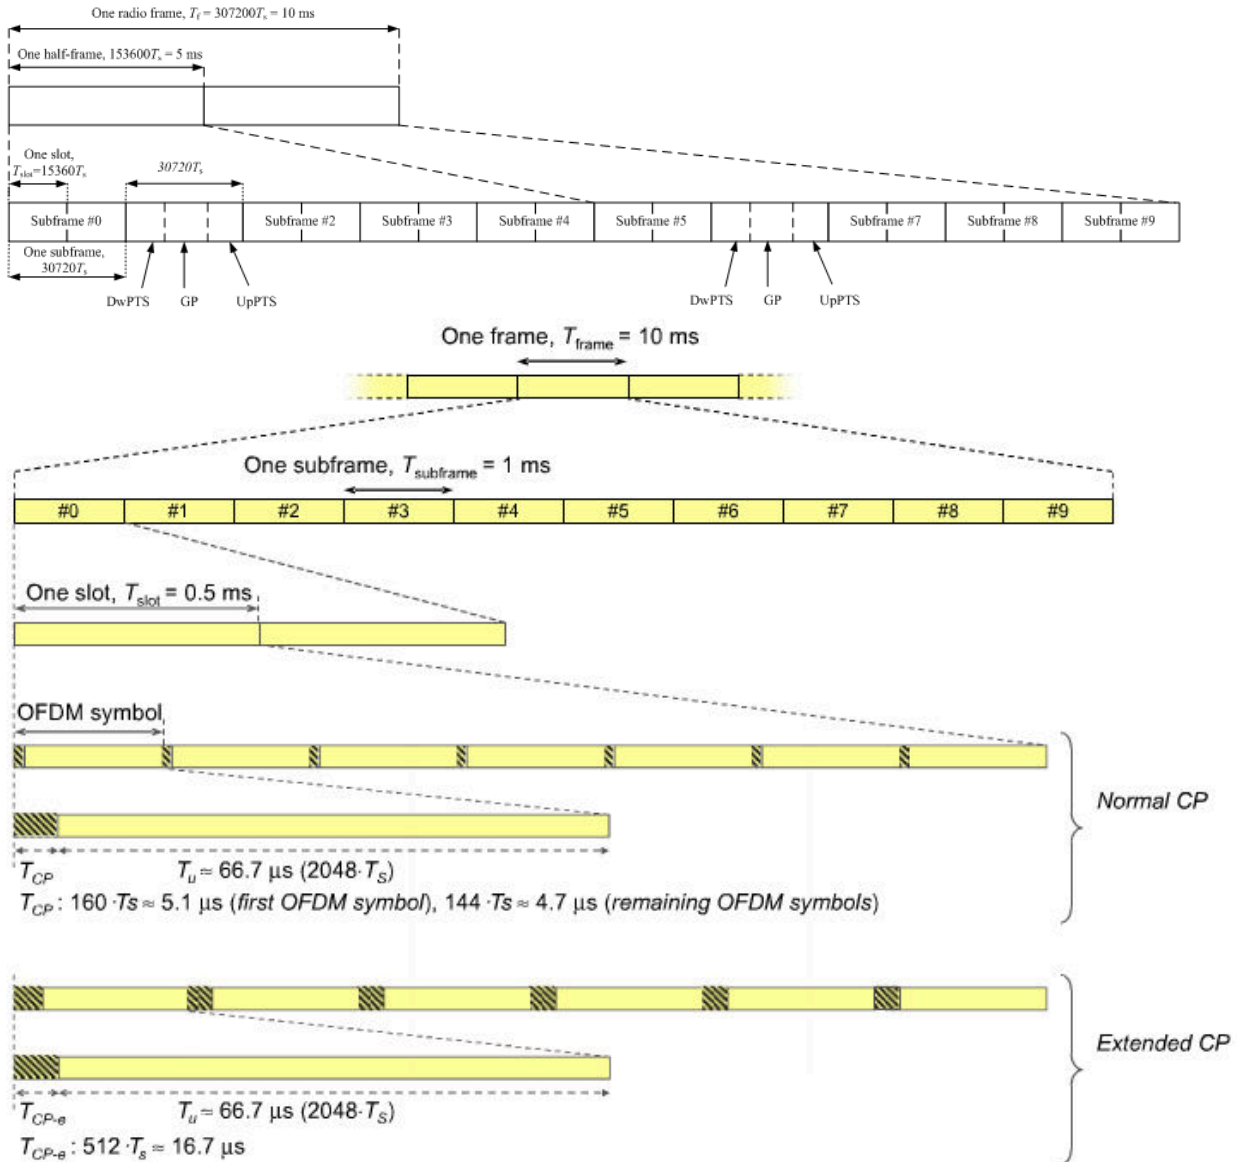 One radio frame, Tf = 307200Ts = 10 ms
One half-frame, 153600Ts = 5 ms
One slot,
Tslot=15360Ts
30720Ts
Subframe #0
Subframe #2
Subframe #3
Subframe #4
Subframe #5
Subframe #7
Subframe #8
Subframe #9
One subframe,
30720Ts
DwPTS
GP
UpPTS
DwPTS
GP
UpPTS
One frame, Tframe = 10 ms
One subframe, Tsubframe = 1 ms
#0 #1 #2 #3 #4 #5 #6 #7 #8 #9
One slot, Tslot = 0.5 ms
OFDM symbol
Normal CP
TCP
Tu ≈ 66.7 μs (2048·TS)
TCP: 160 ·Ts ≈ 5.1 μs (first OFDM symbol), 144 ·Ts ≈ 4.7 μs (remaining OFDM symbols)
Extended CP
TCP-e
Tu ≈ 66.7 μs (2048·TS)
TCP-e: 512 ·Ts ≈ 16.7 μs